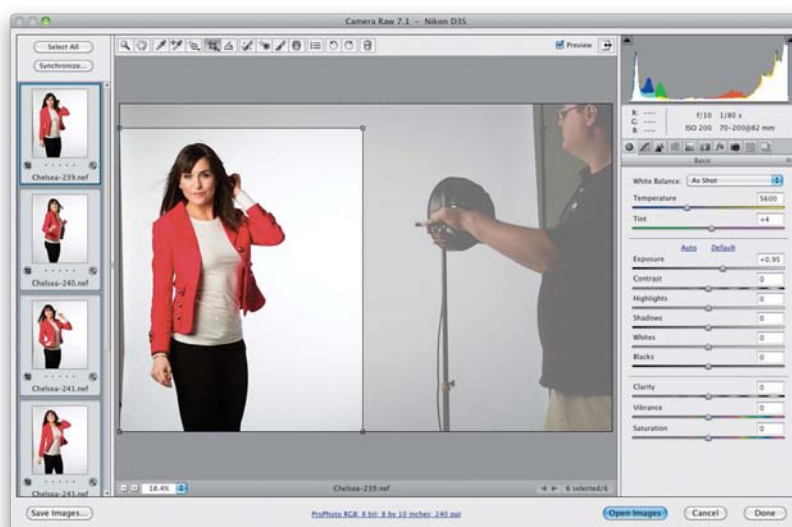 Camera Raw 7.1 - Nikon D3S
Select All
Synchronize...
Preview
Chelsea-239.nef
Chelsea-240.nef
Chelsea-241.nef
Chelsea-243.nef
R: ---
G: ---
B: ---
f/10 1/80 s
ISO 200 70-200@82 mm
Basic
White Balance: As Shot
Temperature 5600
Tint +4
Auto Default
Exposure +0.95
Contrast 0
Highlights 0
Shadows 0
Whites 0
Blacks 0
Clarity 0
Vibrance 0
Saturation 0
18.4%
Chelsea-239.nef
6 selected/6
Save Images...
ProPhoto RGB; 8 bit; 8 by 10 inches; 240 ppi
Open Images
Cancel
Done